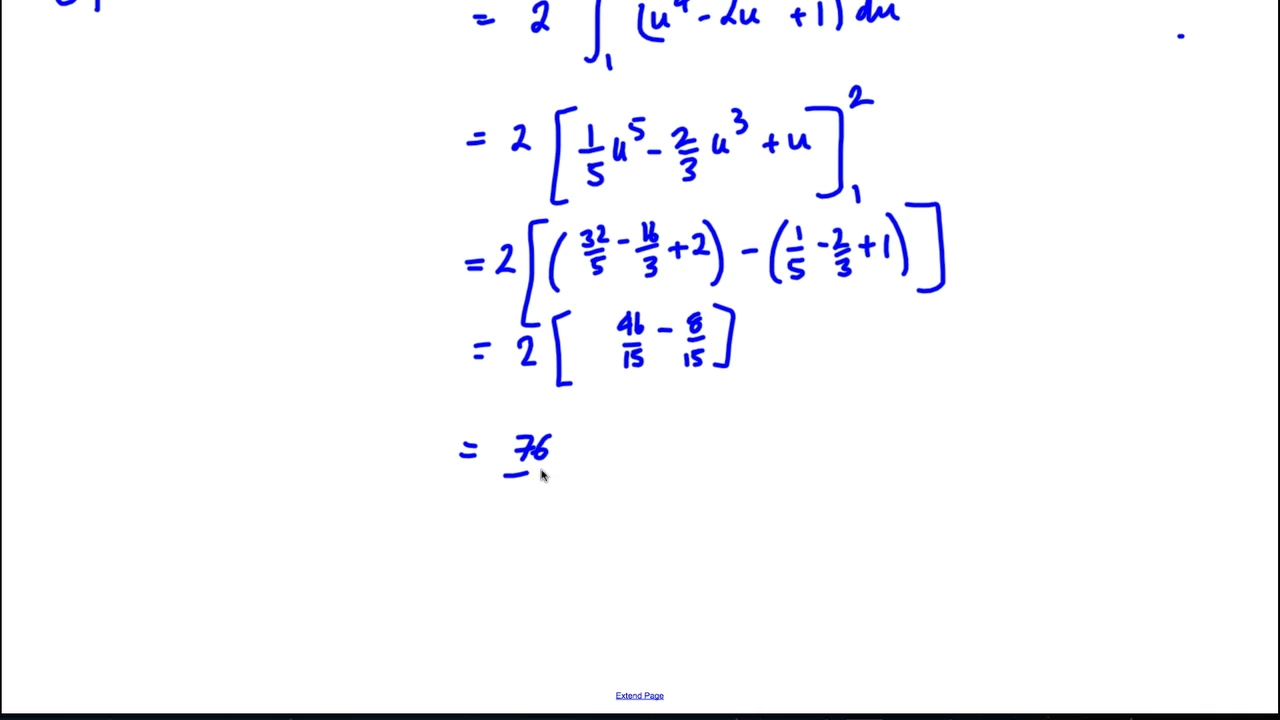 = 2 ∫₁ (u⁴ - 2u + 1) du
= 2 [ 1/5 u⁵ - 2/3 u³ + u ]₁²
= 2 [ ( 32/5 - 16/3 + 2 ) - ( 1/5 - 2/3 + 1 ) ]
= 2 [ 46/15 - 8/15 ]
= 76
Extend Page